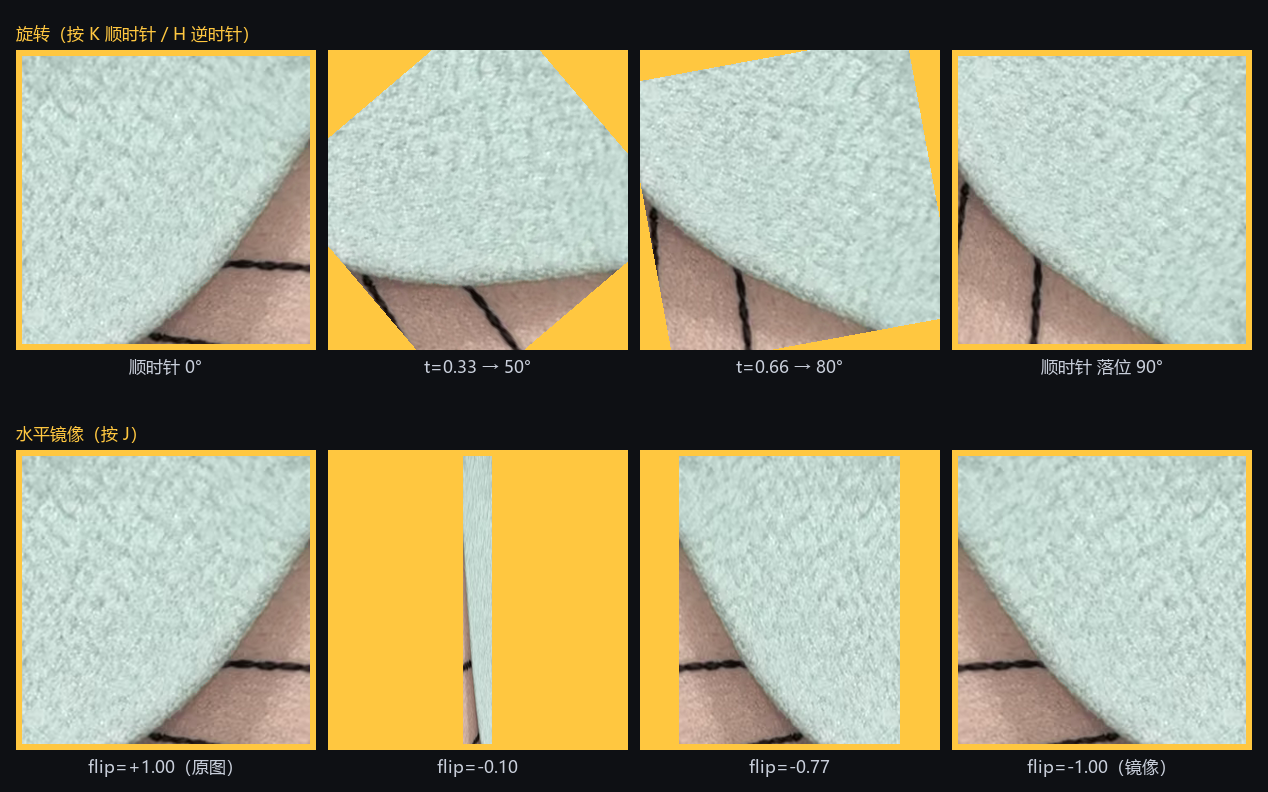 旋转（按 K 顺时针 / H 逆时针）
顺时针 0°
t=0.33 → 50°
t=0.66 → 80°
顺时针 落位 90°
水平镜像（按 J）
flip=+1.00（原图）
flip=-0.10
flip=-0.77
flip=-1.00（镜像）